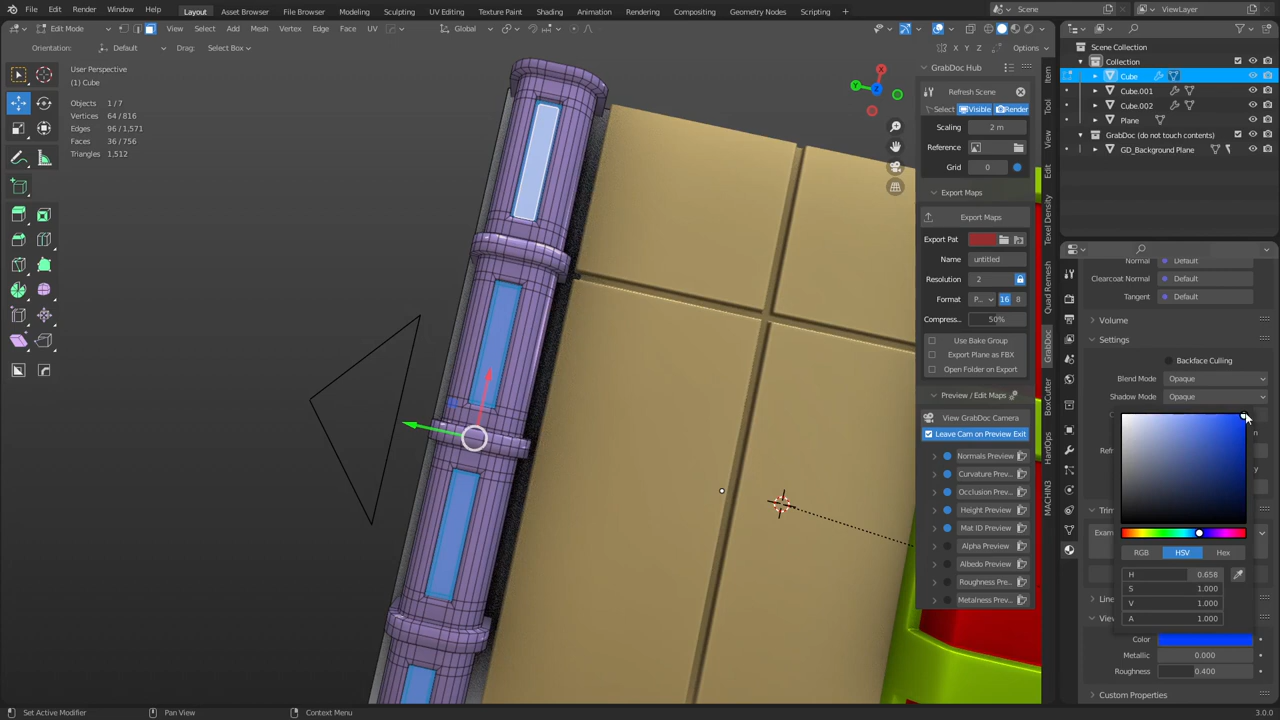 File Edit Render Window Help Layout Asset Browser File Browser Modeling Sculpting UV Editing Texture Paint Shading Animation Rendering Compositing Geometry Nodes Scripting Scene ViewLayer
Edit Mode View Select Add Mesh Vertex Edge Face UV Global
Orientation: Default Drag: Select Box X Y Z Options
User Perspective
(1) Cube
Objects 1/7
Vertices 64 / 816
Edges 96 / 1,571
Faces 36 / 756
Triangles 1,512
GrabDoc Hub
Refresh Scene
Select Visible Render
Scaling 2 m
Reference
Grid 0
Export Maps
Export Maps
Export Pat
Name untitled
Resolution 2
Format P.. 16 8
Compress.. 50%
Use Bake Group
Export Plane as FBX
Open Folder on Export
Preview / Edit Maps
View GrabDoc Camera
Leave Cam on Preview Exit
Normals Preview
Curvature Preview
Occlusion Preview
Height Preview
Mat ID Preview
Alpha Preview
Albedo Preview
Roughness Pre...
Metalness Prev...
Item
Tool
View
Edit
Texel Density
Quad Remesh
GrabDoc
BoxCutter
HardOps
MACHIN3
Scene Collection
Collection
Cube
Cube.001
Cube.002
Plane
GrabDoc (do not touch contents)
GD_Background Plane
Normal Default
Clearcoat Normal Default
Tangent Default
Volume
Settings
Backface Culling
Blend Mode Opaque
Shadow Mode Opaque
RGB HSV Hex
H 0.658
S 1.000
V 1.000
A 1.000
Color
Metallic 0.000
Roughness 0.400
Custom Properties
Set Active Modifier Pan View Context Menu 3.0.0